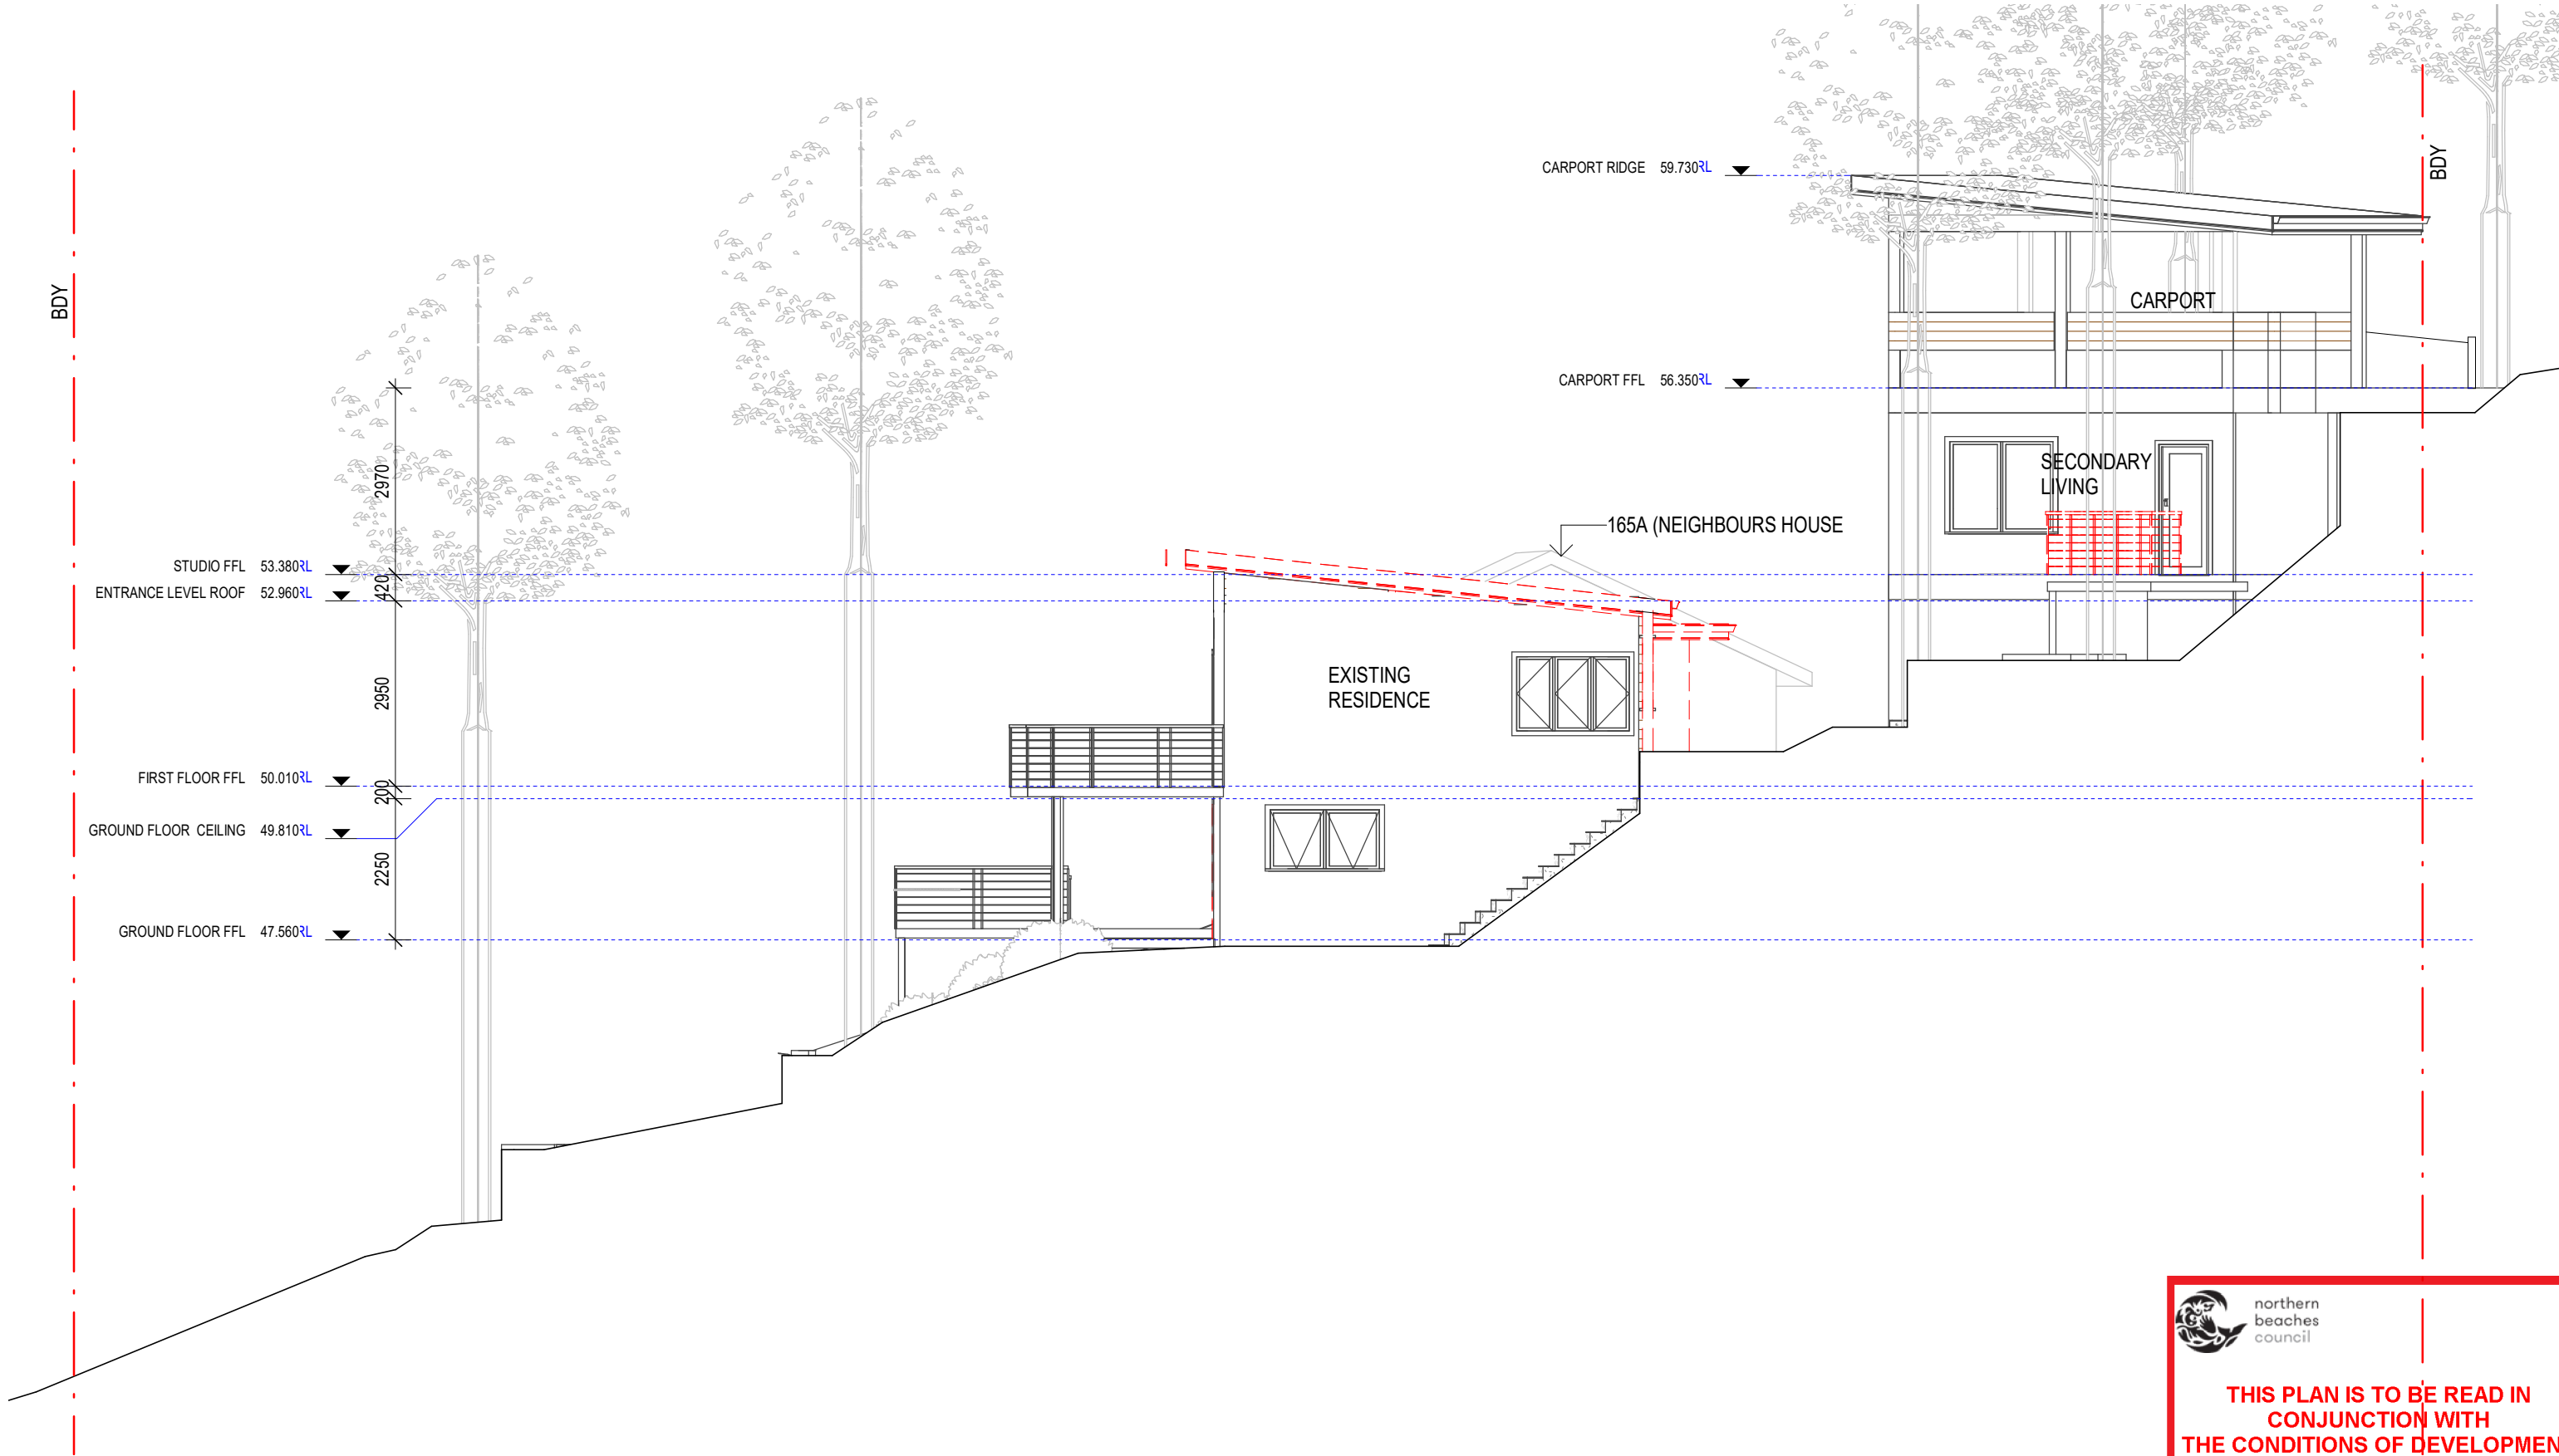 BDY
BDY
CARPORT RIDGE 59.730RL
CARPORT
CARPORT FFL 56.350RL
SECONDARY
LIVING
165A (NEIGHBOURS HOUSE
2970
STUDIO FFL 53.380RL
420
ENTRANCE LEVEL ROOF 52.960RL
EXISTING
RESIDENCE
2950
FIRST FLOOR FFL 50.010RL
200
GROUND FLOOR CEILING 49.810RL
2250
GROUND FLOOR FFL 47.560RL
northern
beaches
council
THIS PLAN IS TO BE READ IN
CONJUNCTION WITH
THE CONDITIONS OF DEVELOPMEN